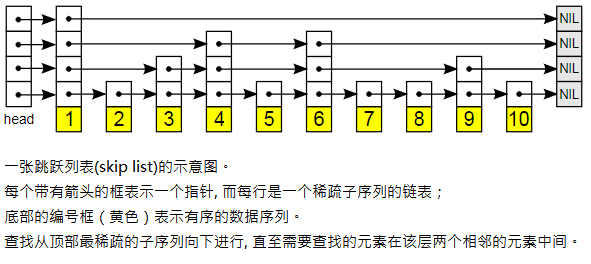 NIL
NIL
NIL
NIL
head
1 2 3 4 5 6 7 8 9 10
一张跳跃列表(skip list)的示意图。
每个带有箭头的框表示一个指针, 而每行是一个稀疏子序列的链表；
底部的编号框（黄色）表示有序的数据序列。
查找从顶部最稀疏的子序列向下进行, 直至需要查找的元素在该层两个相邻的元素中间。